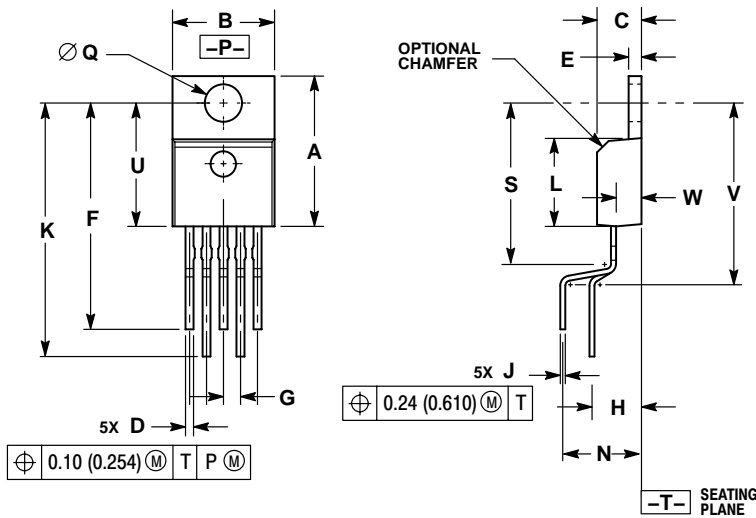 B
–P–
Ø Q
A
U
F
K
G
5X D
⌖ 0.10 (0.254) Ⓜ T P Ⓜ
C
OPTIONAL
CHAMFER
E
S
L
W
V
5X J
⌖ 0.24 (0.610) Ⓜ T
H
N
–T–
SEATING
PLANE